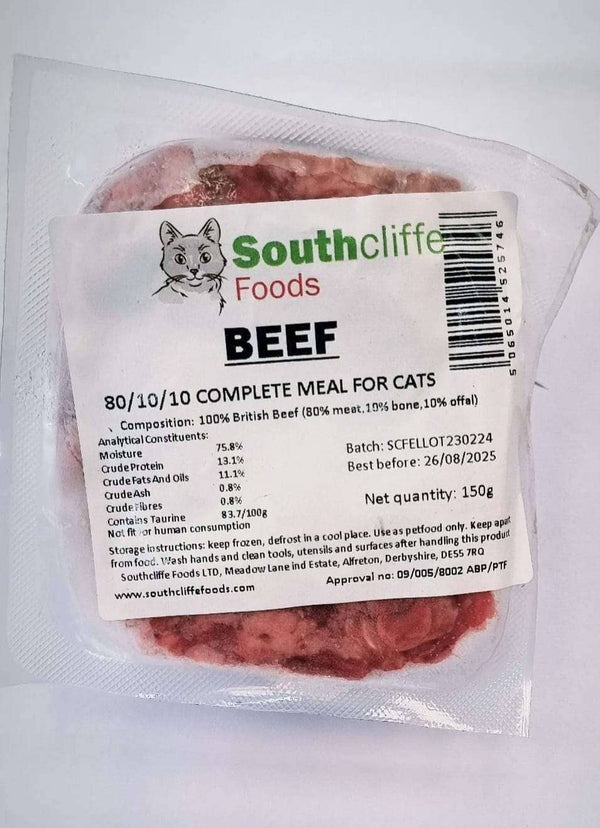 Southcliffe
Foods
BEEF
80/10/10 COMPLETE MEAL FOR CATS
Composition: 100% British Beef (80% meat,10% bone,10% offal)
Analytical Constituents:
Moisture 75.8%
Crude Protein 13.1%
Crude Fats And Oils 11.1%
Crude Ash 0.8%
Crude Fibres 0.8%
Contains Taurine 83.7/100g
Not fit for human consumption
Batch: SCFELLOT230224
Best before: 26/08/2025
Net quantity: 150g
Storage instructions: keep frozen, defrost in a cool place. Use as petfood only. Keep apart
from food. Wash hands and clean tools, utensils and surfaces after handling this product
Southcliffe Foods LTD, Meadow Lane ind Estate, Alfreton, Derbyshire, DE55 7RQ
www.southcliffefoods.com
Approval no: 09/005/8002 ABP/PTF
5065014525746